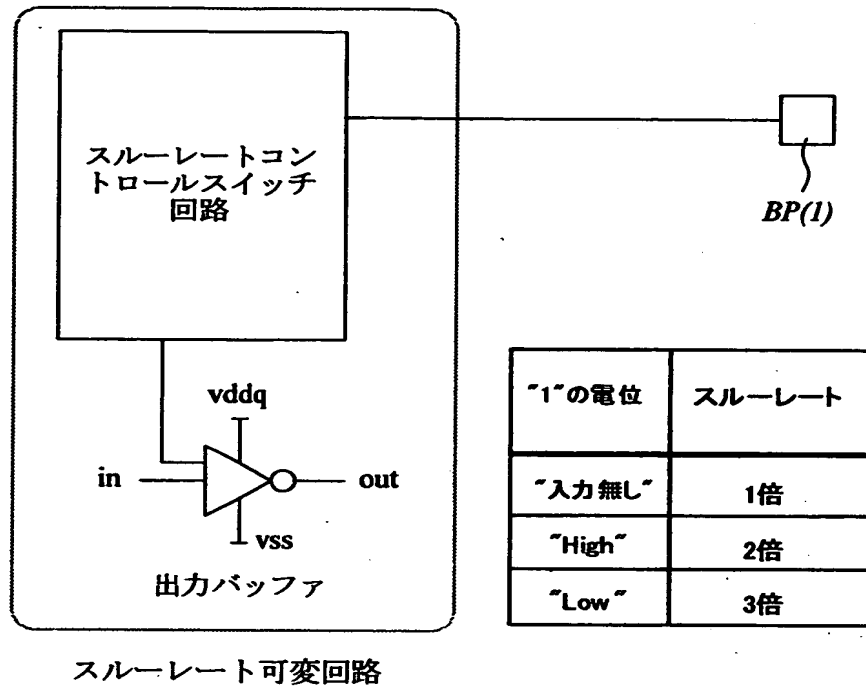 スルーレートコン
トロールスイッチ
回路
BP(1)
vddq
in
out
vss
出力バッファ
スルーレート可変回路
"1"の電位 スルーレート
"入力無し" 1倍
"High" 2倍
"Low" 3倍